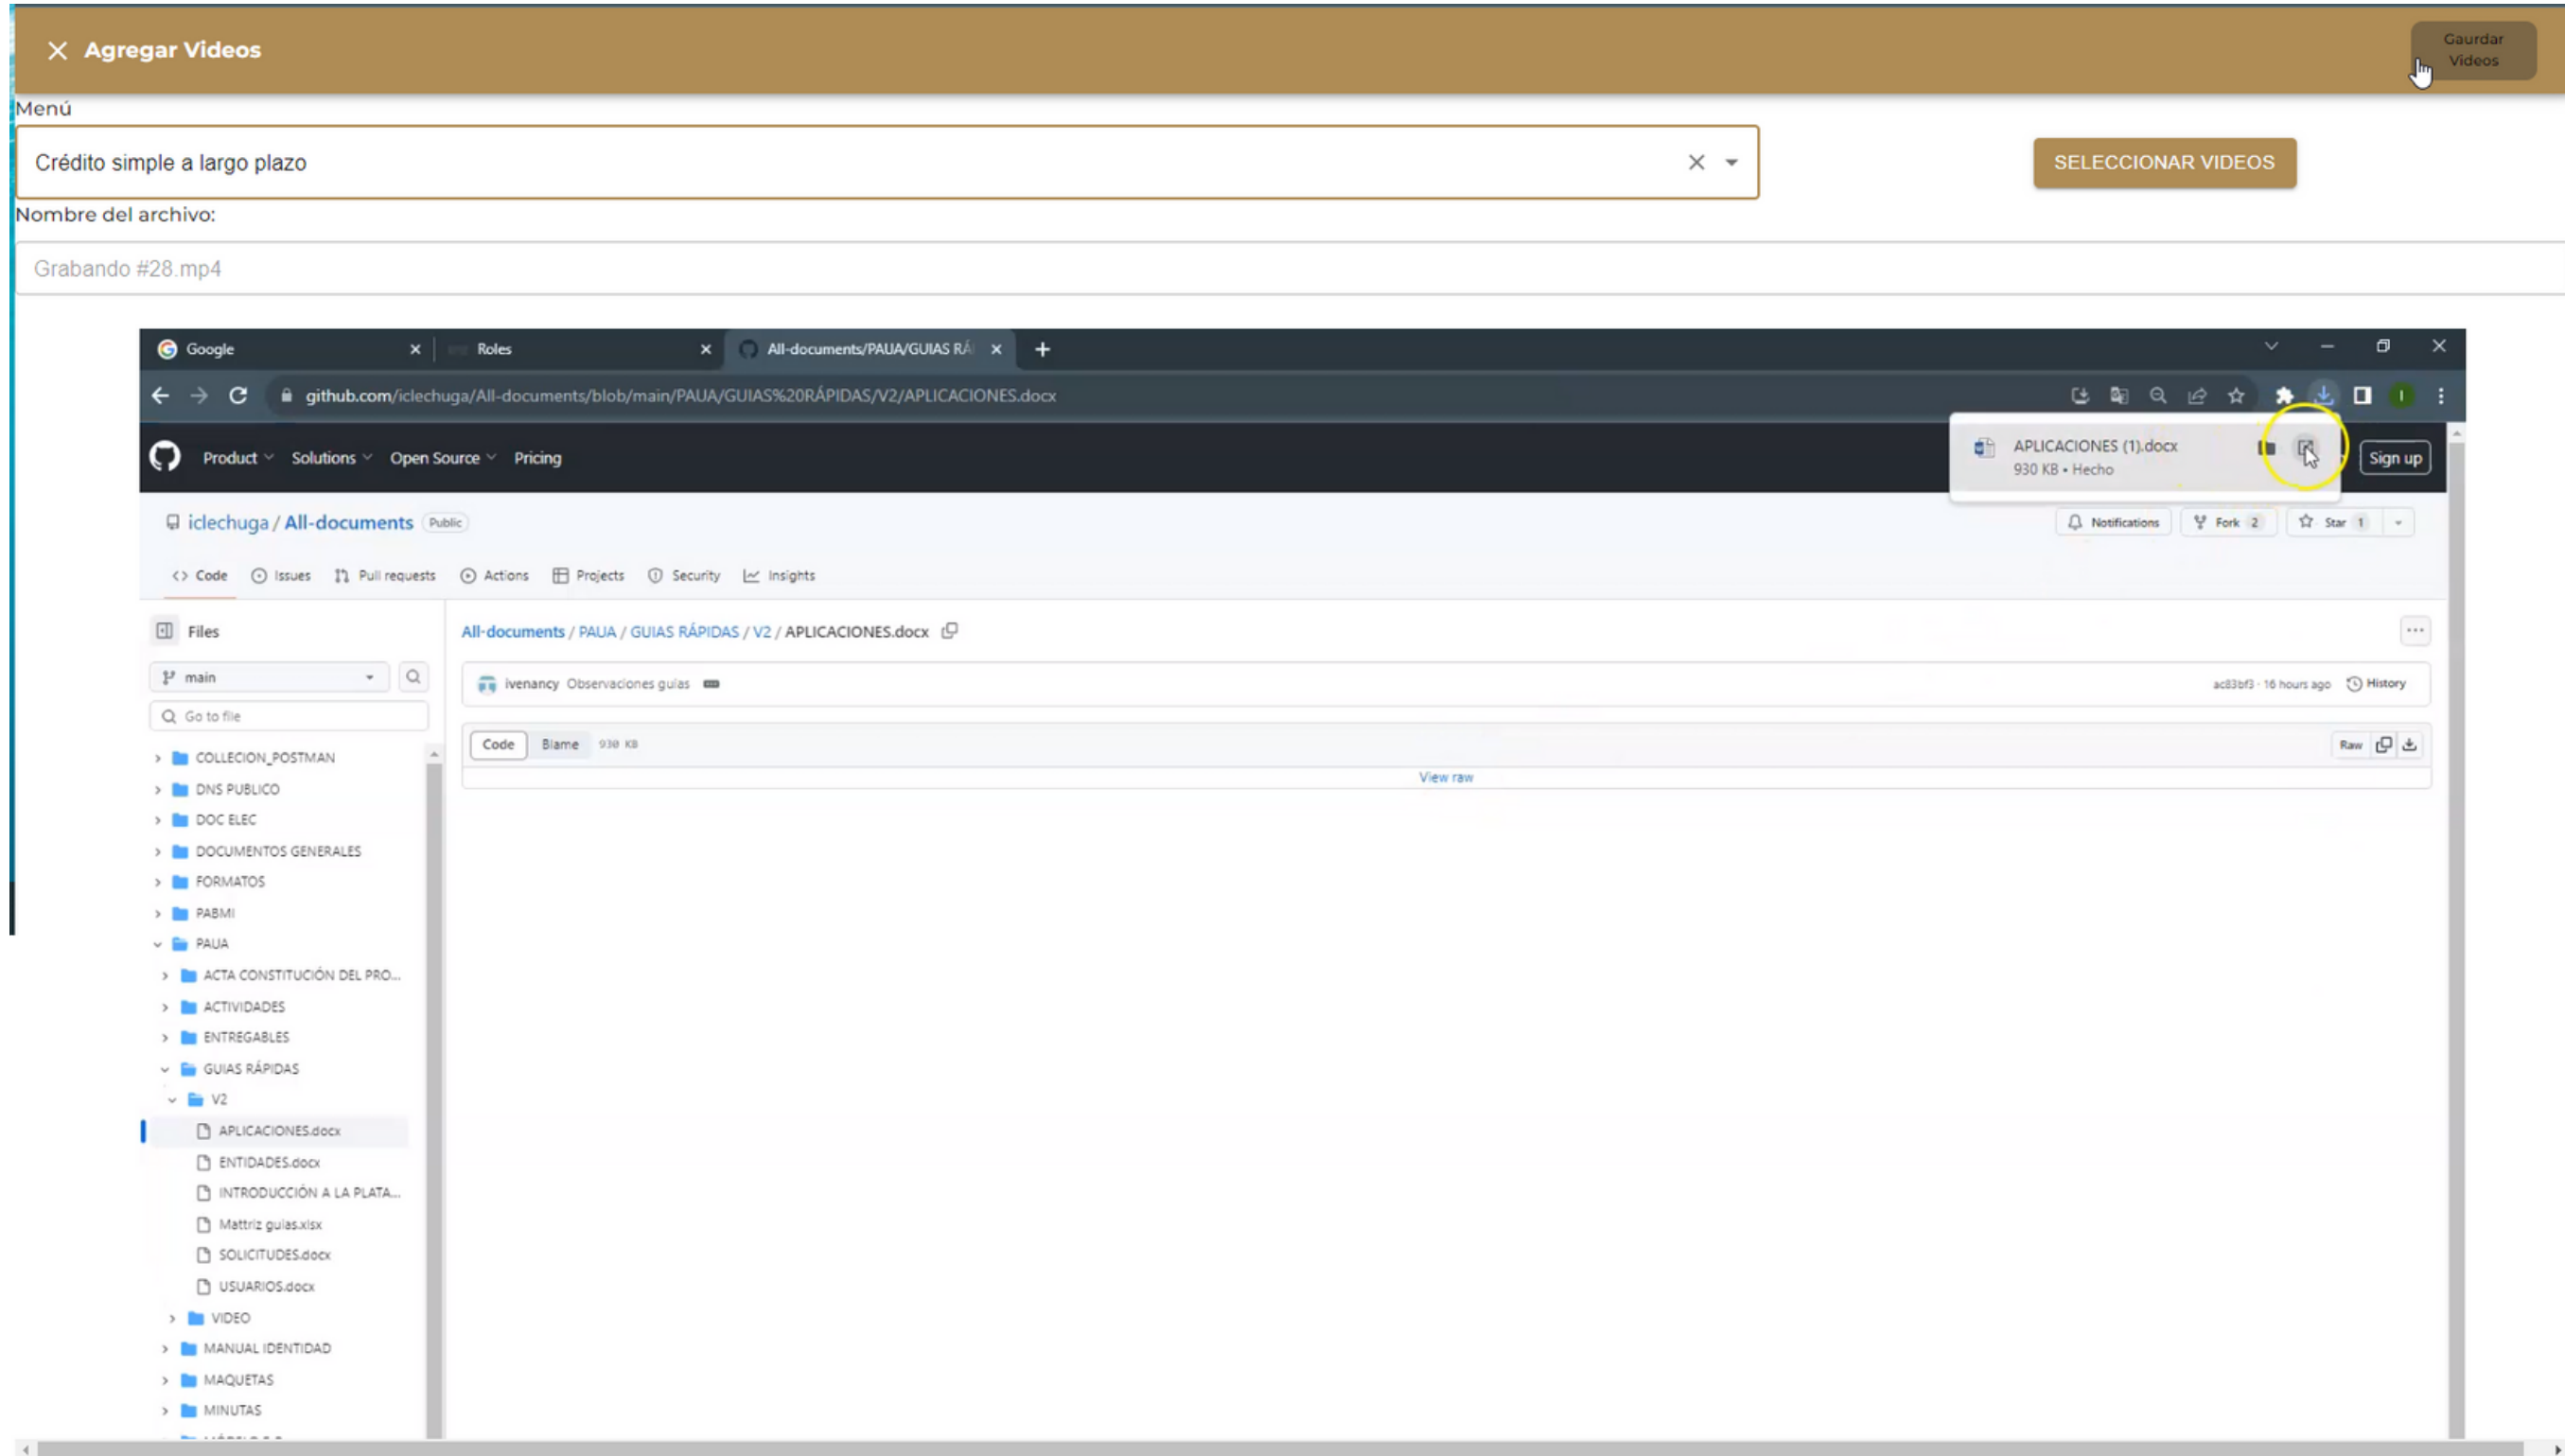 Agregar Videos
Gaurdar
Videos
Menú
Crédito simple a largo plazo
SELECCIONAR VIDEOS
Nombre del archivo:
Grabando #28.mp4
Google
Roles
All-documents/PAUA/GUIAS RÁ
github.com/iclechuga/All-documents/blob/main/PAUA/GUIAS%20RÁPIDAS/V2/APLICACIONES.docx
Product Solutions Open Source Pricing
APLICACIONES (1).docx
930 KB • Hecho
Sign up
iclechuga / All-documents Public
Notifications Fork 2 Star 1
Code Issues Pull requests Actions Projects Security Insights
Files
All-documents / PAUA / GUIAS RÁPIDAS / V2 / APLICACIONES.docx
main
ivenancy Observaciones guias
ac83bf3 · 16 hours ago History
Go to file
Code Blame 930 KB
Raw
View raw
COLLECION_POSTMAN
DNS PUBLICO
DOC ELEC
DOCUMENTOS GENERALES
FORMATOS
PABMI
PAUA
ACTA CONSTITUCIÓN DEL PRO...
ACTIVIDADES
ENTREGABLES
GUIAS RÁPIDAS
V2
APLICACIONES.docx
ENTIDADES.docx
INTRODUCCIÓN A LA PLATA...
Mattriz guias.xlsx
SOLICITUDES.docx
USUARIOS.docx
VIDEO
MANUAL IDENTIDAD
MAQUETAS
MINUTAS